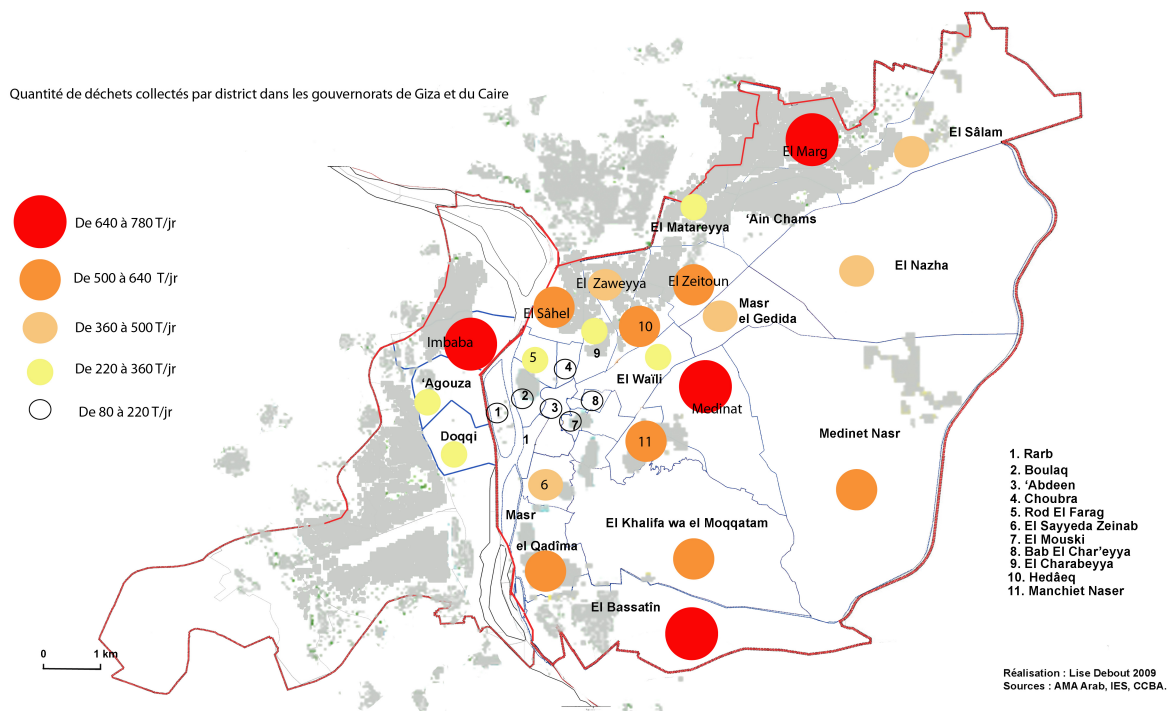 Quantité de déchets collectés par district dans les gouvernorats de Giza et du Caire
De 640 à 780 T/jr
De 500 à 640 T/jr
De 360 à 500 T/jr
De 220 à 360 T/jr
De 80 à 220 T/jr
El Sâlam
El Marg
El Matareyya
‘Ain Chams
El Nazha
El Zaweyya
El Zeitoun
Masr
el Gedida
El Sâhel
10
Imbaba
9
5
4
El Waïli
‘Agouza
2
8
1
3
7
Medinat
Doqqi
1
11
Medinet Nasr
6
Masr
el Qadîma
El Khalifa wa el Moqqatam
El Bassatîn
1. Rarb
2. Boulaq
3. ‘Abdeen
4. Choubra
5. Rod El Farag
6. El Sayyeda Zeinab
7. El Mouski
8. Bab El Char’eyya
9. El Charabeyya
10. Hedâeq
11. Manchiet Naser
0 1 km
Réalisation : Lise Debout 2009
Sources : AMA Arab, IES, CCBA.